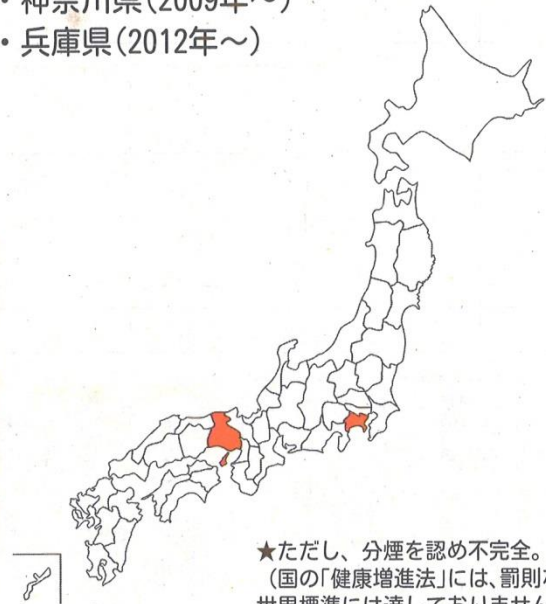 ・神奈川県(2009年～)
・兵庫県(2012年～)
★ただし、分煙を認め不完全。
(国の「健康増進法」には、罰則
世界標準には達しておりません